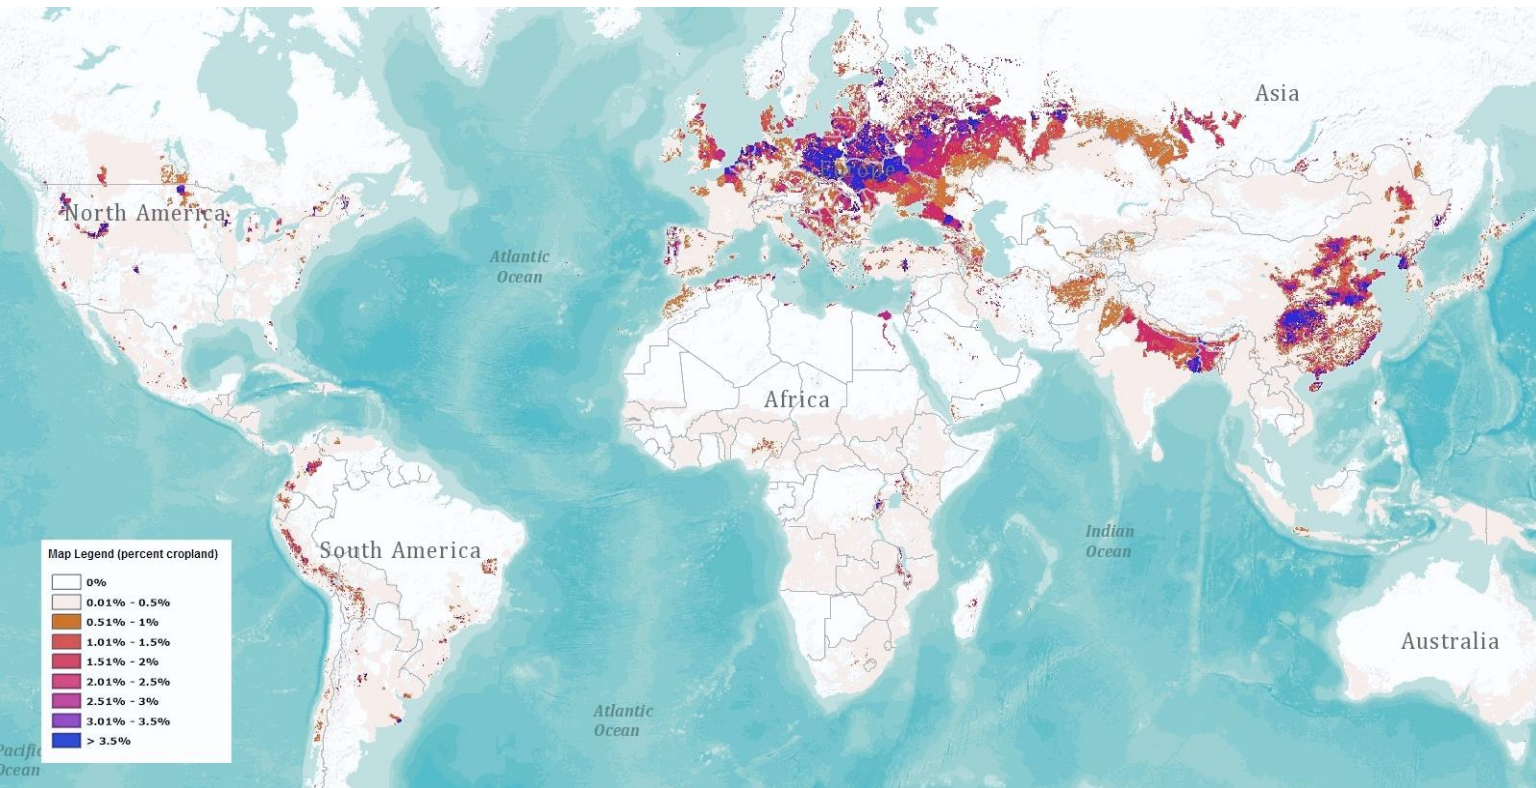 Asia
North America
Europe
Atlantic
Ocean
Africa
Indian
Ocean
South America
Australia
Atlantic
Ocean
Pacific
Ocean
Map Legend (percent cropland)
0%
0.01% - 0.5%
0.51% - 1%
1.01% - 1.5%
1.51% - 2%
2.01% - 2.5%
2.51% - 3%
3.01% - 3.5%
> 3.5%